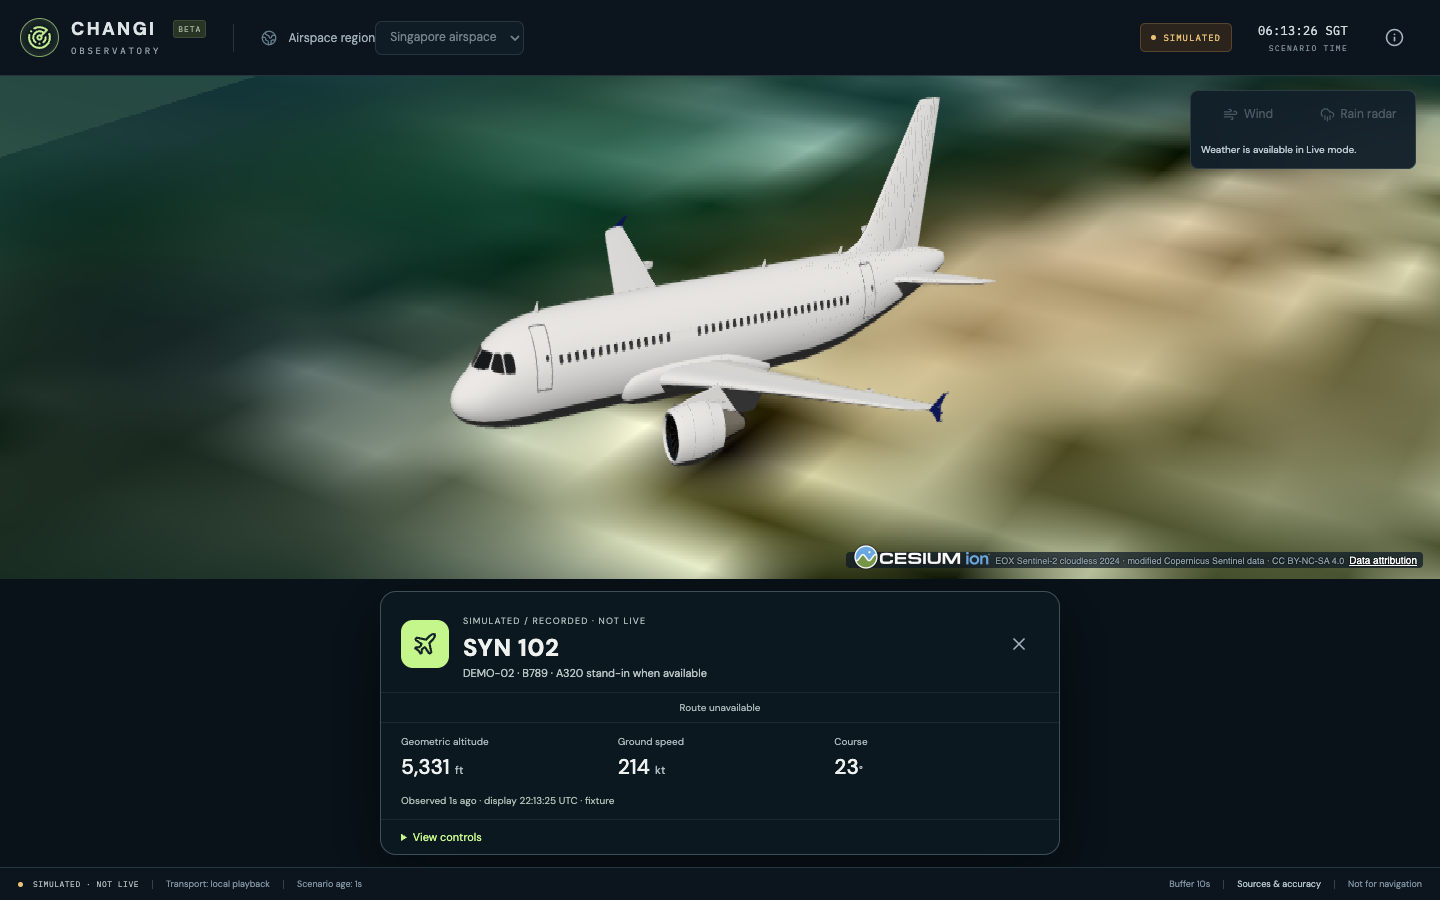 CHANGI BETA
OBSERVATORY
Airspace region Singapore airspace
SIMULATED
06:13:26 SGT
SCENARIO TIME
Wind Rain radar
Weather is available in Live mode.
CESIUM ion EOX Sentinel-2 cloudless 2024 · modified Copernicus Sentinel data · CC BY-NC-SA 4.0 Data attribution
SIMULATED / RECORDED · NOT LIVE
SYN 102
DEMO-02 · B789 · A320 stand-in when available
Route unavailable
Geometric altitude Ground speed Course
5,331 ft 214 kt 23°
Observed 1s ago · display 22:13:25 UTC · fixture
View controls
SIMULATED · NOT LIVE Transport: local playback Scenario age: 1s Buffer 10s Sources & accuracy Not for navigation